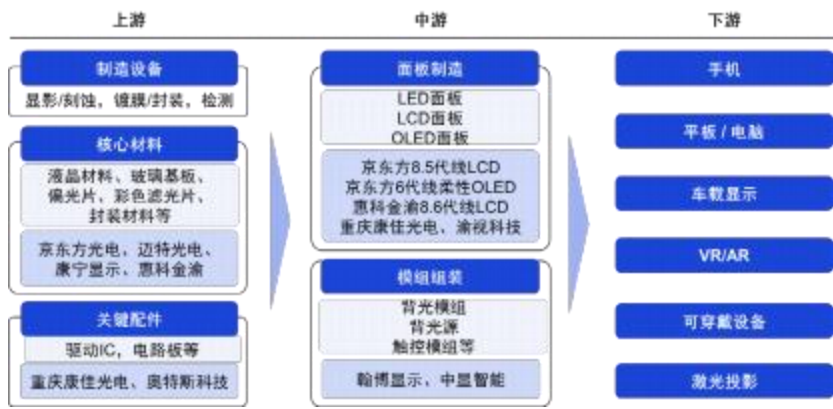 上游
制造设备
显影/刻蚀，镀膜/封装，检测
核心材料
液晶材料、玻璃基板、
偏光片、彩色滤光片、
封装材料等
京东方光电、迈特光电、
康宁显示、惠科金渝
关键配件
驱动IC，电路板等
重庆康佳光电、奥特斯科技
中游
面板制造
LED面板
LCD面板
OLED面板
京东方8.5代线LCD
京东方6代线柔性OLED
惠科金渝8.6代线LCD
重庆康佳光电、渝视科技
模组组装
背光模组
背光源
触控模组等
翰博显示、中显智能
下游
手机
平板 / 电脑
车载显示
VR/AR
可穿戴设备
激光投影